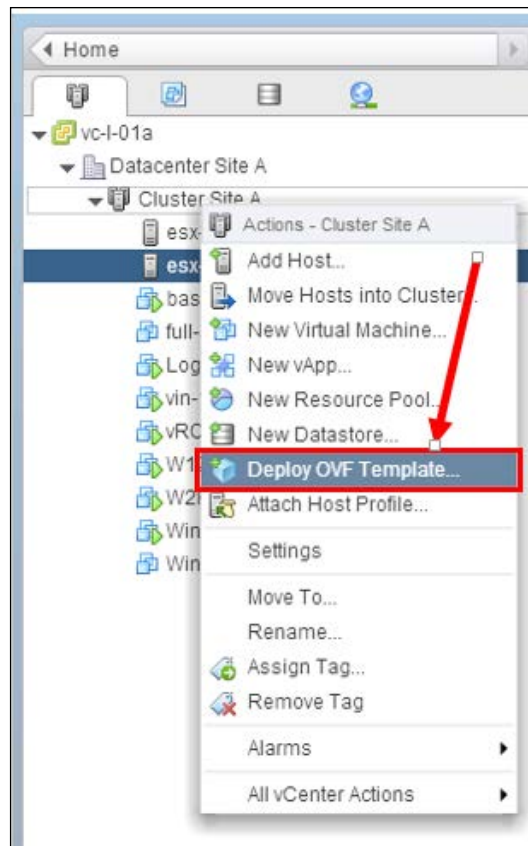 Home
vc-l-01a
Datacenter Site A
Cluster Site A
esx-
Actions - Cluster Site A
esx-
Add Host...
bas
Move Hosts into Cluster...
full-
New Virtual Machine...
Log
New vApp...
vin-
New Resource Pool...
vRO
New Datastore...
W1
Deploy OVF Template...
W2
Attach Host Profile...
Win
Settings
Win
Move To...
Rename...
Assign Tag...
Remove Tag
Alarms
All vCenter Actions